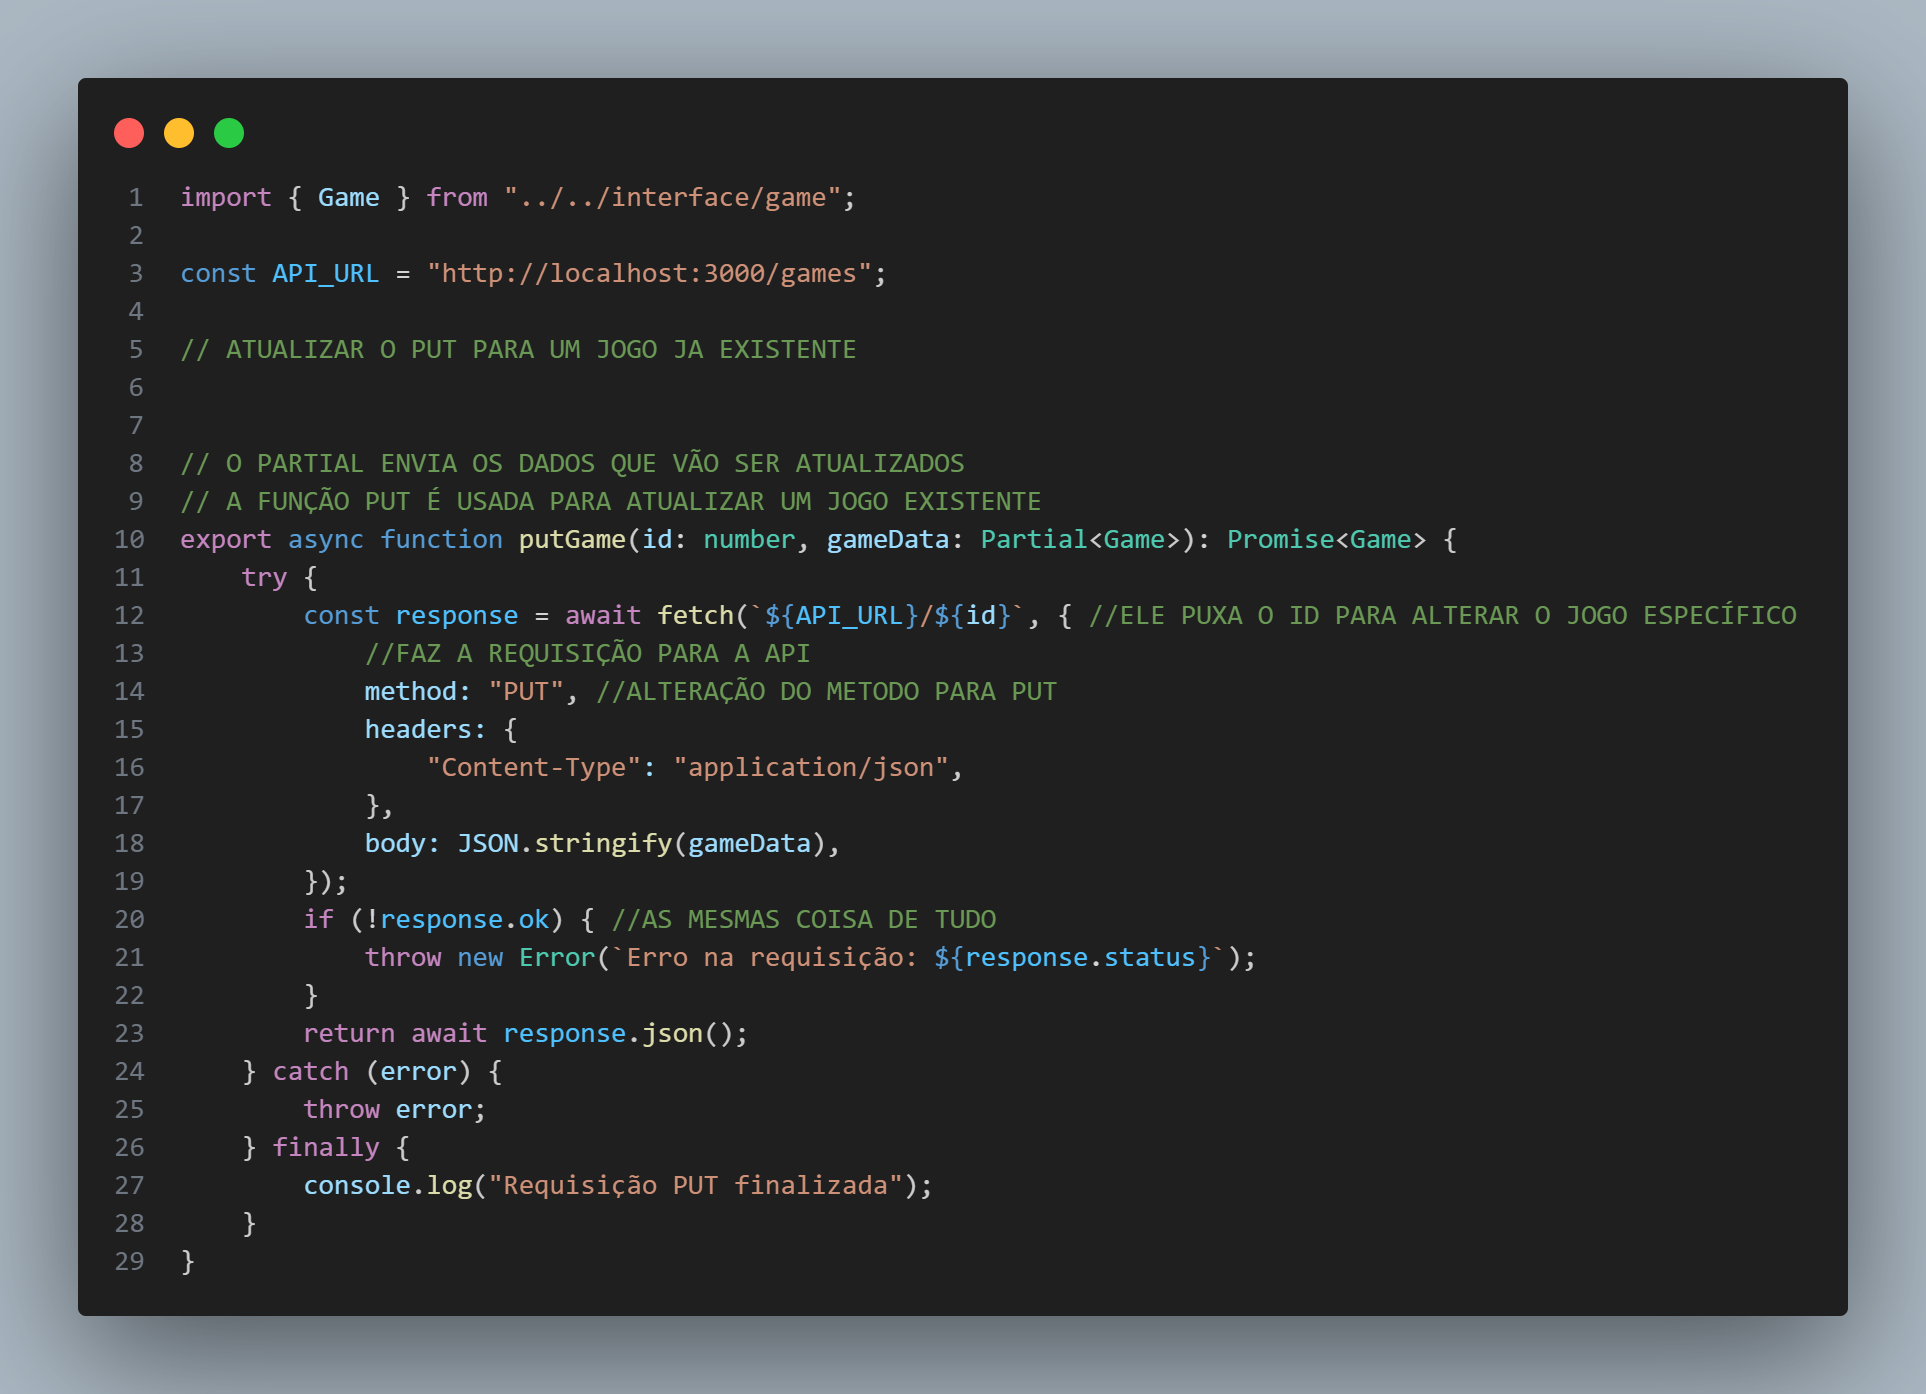 1 import { Game } from "../../interface/game";
2
3 const API_URL = "http://localhost:3000/games";
4
5 // ATUALIZAR O PUT PARA UM JOGO JA EXISTENTE
6
7
8 // O PARTIAL ENVIA OS DADOS QUE VÃO SER ATUALIZADOS
9 // A FUNÇÃO PUT É USADA PARA ATUALIZAR UM JOGO EXISTENTE
10 export async function putGame(id: number, gameData: Partial<Game>): Promise<Game> {
11     try {
12         const response = await fetch(`${API_URL}/${id}`, { //ELE PUXA O ID PARA ALTERAR O JOGO ESPECÍFICO
13             //FAZ A REQUISIÇÃO PARA A API
14             method: "PUT", //ALTERAÇÃO DO METODO PARA PUT
15             headers: {
16                 "Content-Type": "application/json",
17             },
18             body: JSON.stringify(gameData),
19         });
20         if (!response.ok) { //AS MESMAS COISA DE TUDO
21             throw new Error(`Erro na requisição: ${response.status}`);
22         }
23         return await response.json();
24     } catch (error) {
25         throw error;
26     } finally {
27         console.log("Requisição PUT finalizada");
28     }
29 }